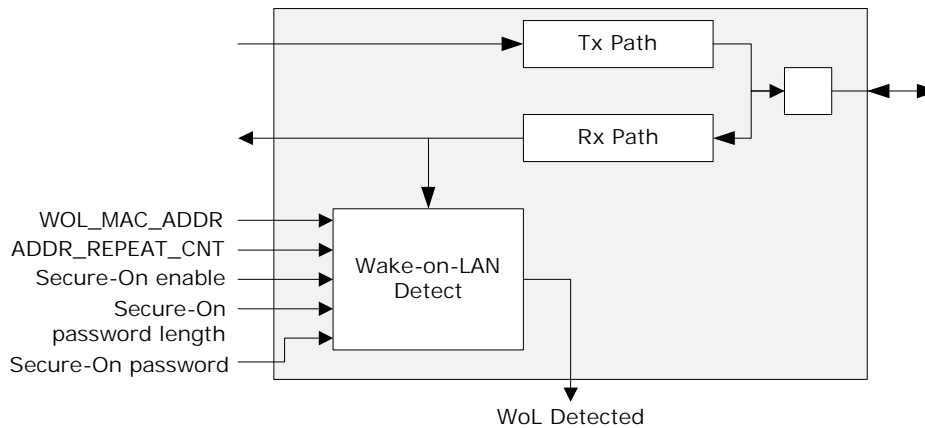 Tx Path
Rx Path
WOL_MAC_ADDR
ADDR_REPEAT_CNT
Secure-On enable
Secure-On
password length
Secure-On password
Wake-on-LAN
Detect
WoL Detected